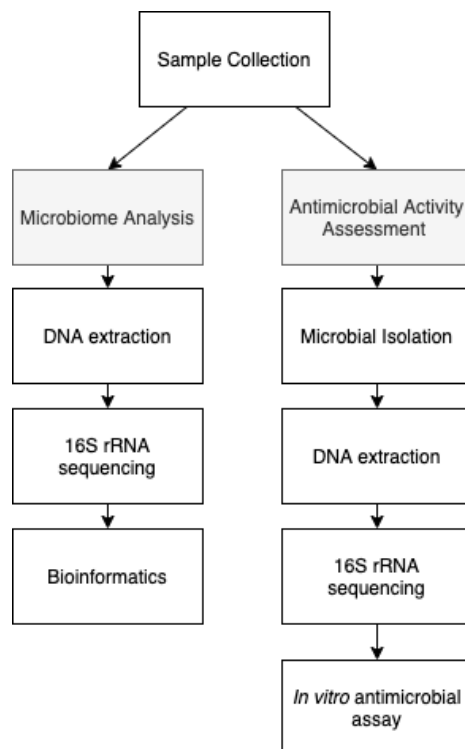 Sample Collection
Microbiome Analysis
Antimicrobial Activity
Assessment
DNA extraction
Microbial Isolation
16S rRNA
sequencing
DNA extraction
Bioinformatics
16S rRNA
sequencing
In vitro antimicrobial
assay